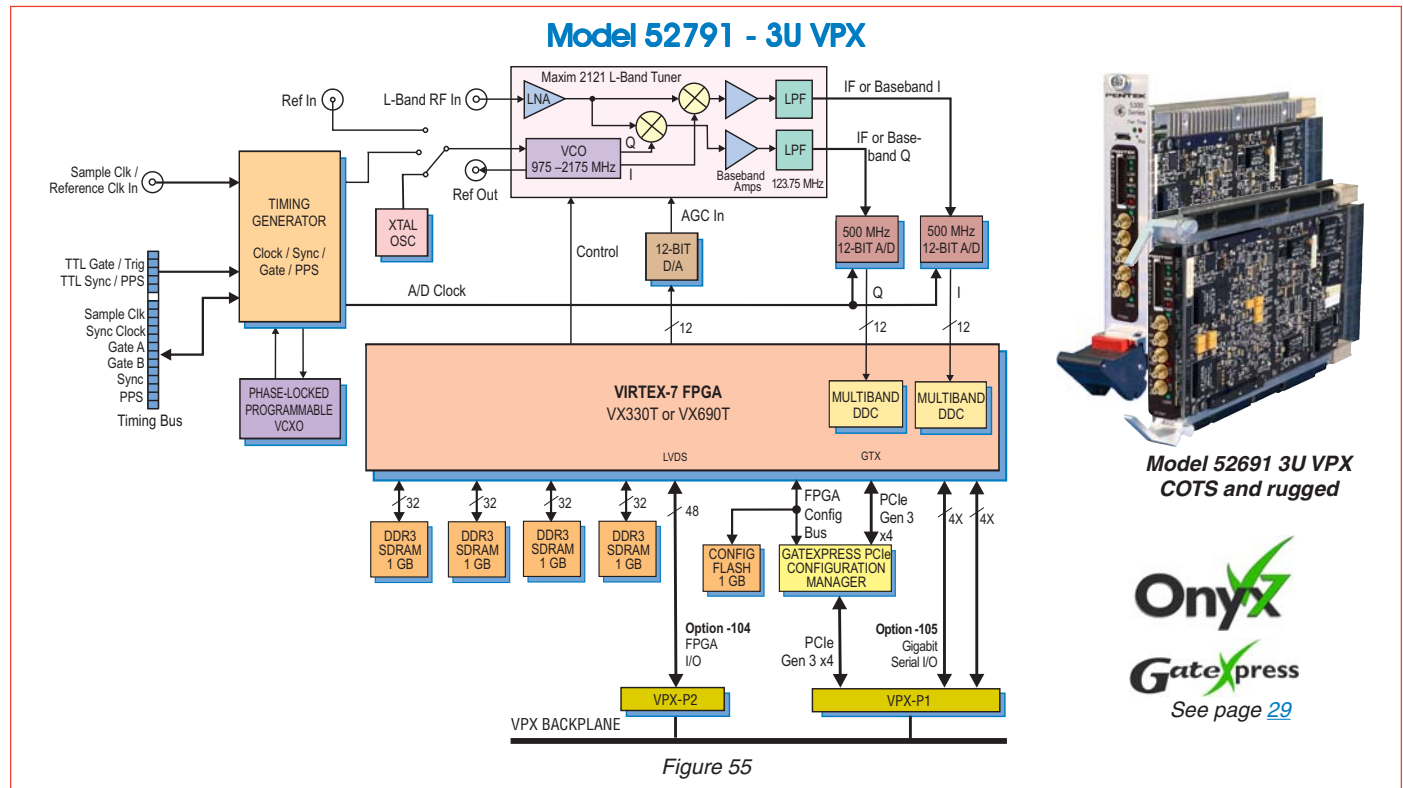 Model 52791 - 3U VPX
Maxim 2121 L-Band Tuner
Ref In
L-Band RF In
LNA
LPF
IF or Baseband I
IF or Base-
band Q
VCO
975 –2175 MHz
Q
I
LPF
Ref Out
Baseband
Amps
123.75 MHz
Sample Clk /
Reference Clk In
TIMING
GENERATOR
Clock / Sync /
Gate / PPS
XTAL
OSC
Control
AGC In
12-BIT
D/A
500 MHz
12-BIT A/D
500 MHz
12-BIT A/D
TTL Gate / Trig
TTL Sync / PPS
Sample Clk
Sync Clock
Gate A
Gate B
Sync
PPS
Timing Bus
A/D Clock
Q
I
12
12
12
PHASE-LOCKED
PROGRAMMABLE
VCXO
VIRTEX-7 FPGA
VX330T or VX690T
MULTIBAND
DDC
MULTIBAND
DDC
LVDS
GTX
32
32
32
32
48
FPGA
Config
Bus
PCIe
Gen 3
x4
4X
4X
DDR3
SDRAM
1 GB
DDR3
SDRAM
1 GB
DDR3
SDRAM
1 GB
DDR3
SDRAM
1 GB
CONFIG
FLASH
1 GB
GATEXPRESS PCIe
CONFIGURATION
MANAGER
Option -104
FPGA
I/O
PCIe
Gen 3 x4
Option -105
Gigabit
Serial I/O
VPX-P2
VPX-P1
VPX BACKPLANE
Figure 55
PENTEK
Series
Model 52691 3U VPX
COTS and rugged
Onyx7
GateXpress
See page 29